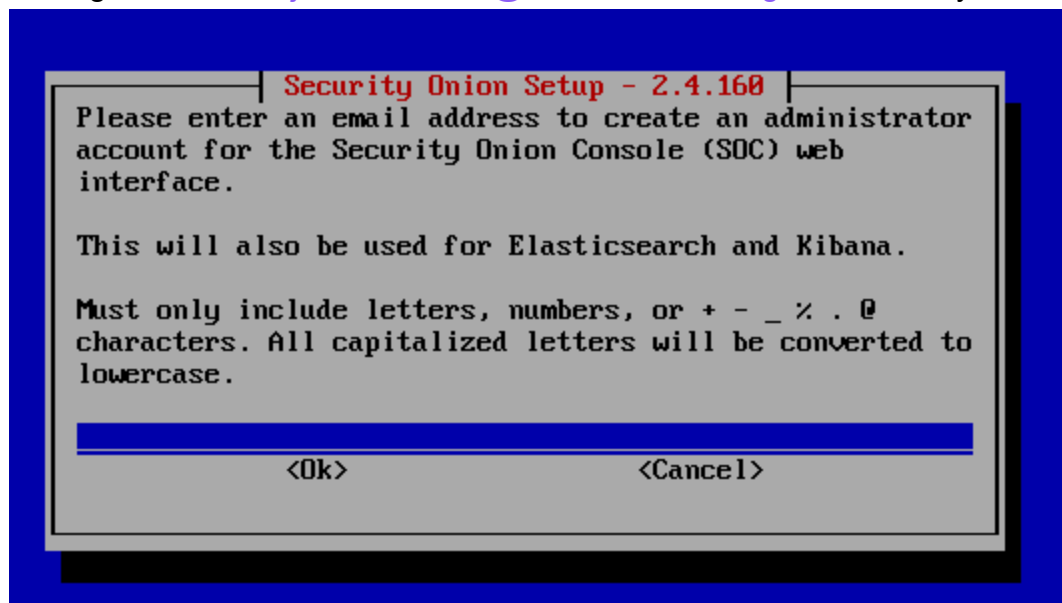 Security Onion Setup - 2.4.160
Please enter an email address to create an administrator
account for the Security Onion Console (SOC) web
interface.
This will also be used for Elasticsearch and Kibana.
Must only include letters, numbers, or + - _ % . @
characters. All capitalized letters will be converted to
lowercase.
<Ok> <Cancel>